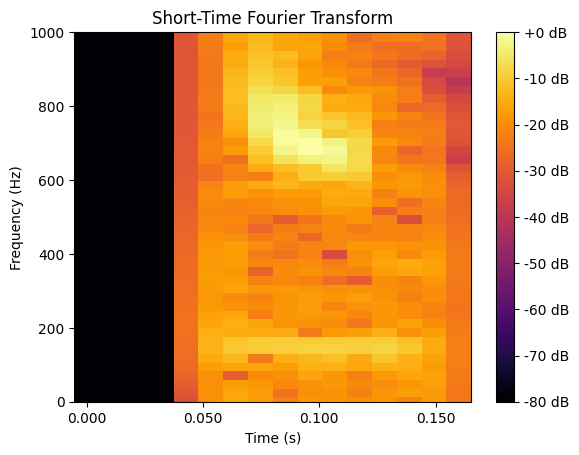 Short-Time Fourier Transform
1000
800
600
400
200
0
Frequency (Hz)
0.000
0.050
0.100
0.150
Time (s)
+0 dB
-10 dB
-20 dB
-30 dB
-40 dB
-50 dB
-60 dB
-70 dB
-80 dB